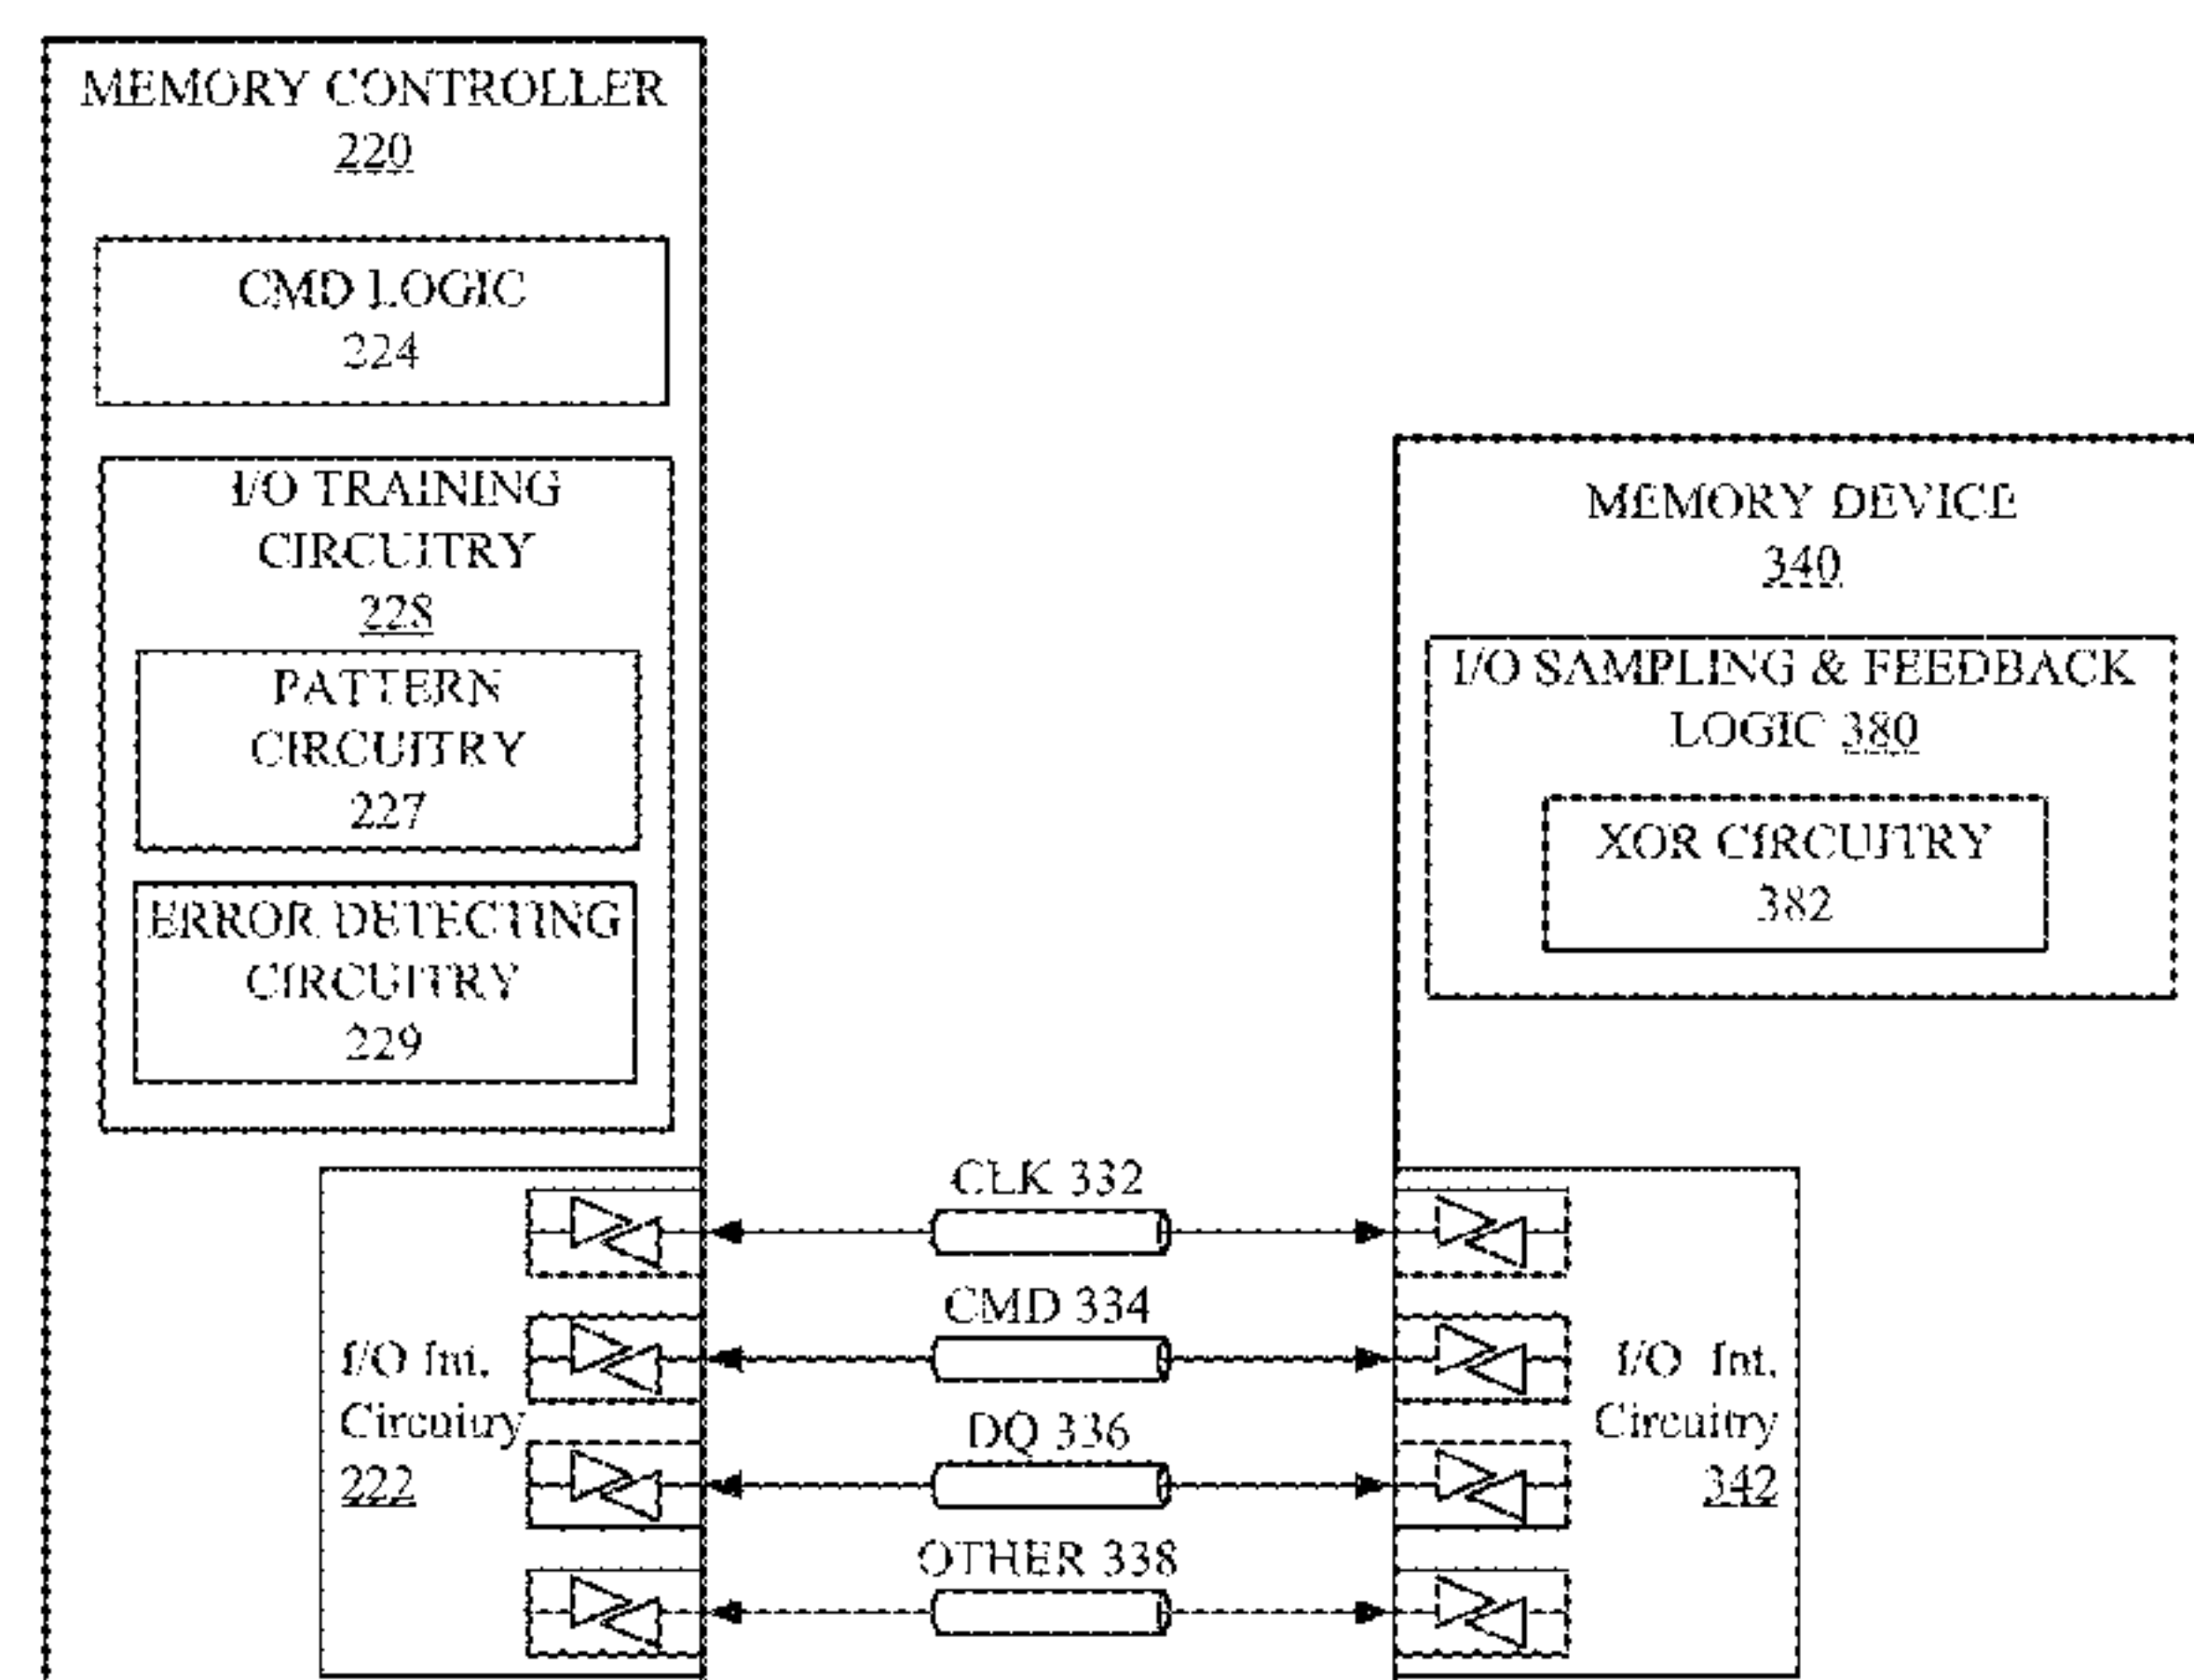 MEMORY CONTROLLER
220
CMD LOGIC
224
I/O TRAINING
CIRCUITRY
228
PATTERN
CIRCUITRY
227
ERROR DETECTING
CIRCUITRY
229
I/O Int.
Circuitry
222
CLK 332
CMD 334
DQ 336
OTHER 338
MEMORY DEVICE
340
I/O SAMPLING & FEEDBACK
LOGIC 380
XOR CIRCUITRY
382
I/O Int.
Circuitry
342